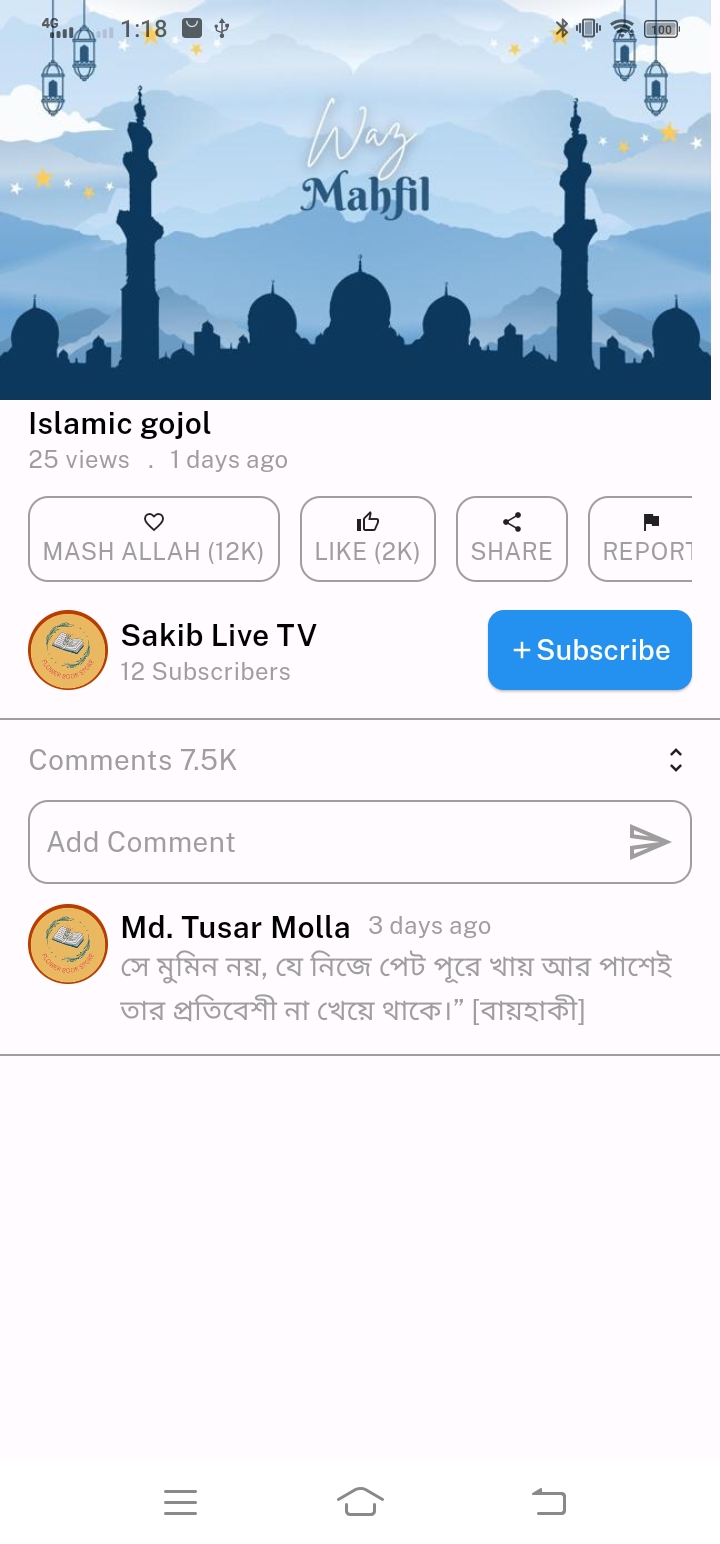 4G 1:18 100
Waz
Mahfil
Islamic gojol
25 views . 1 days ago
MASH ALLAH (12K) LIKE (2K) SHARE REPORT
Sakib Live TV
12 Subscribers
+ Subscribe
Comments 7.5K
Add Comment
Md. Tusar Molla 3 days ago
সে মুমিন নয়, যে নিজে পেট পূরে খায় আর পাশেই
তার প্রতিবেশী না খেয়ে থাকে।” [বায়হাকী]